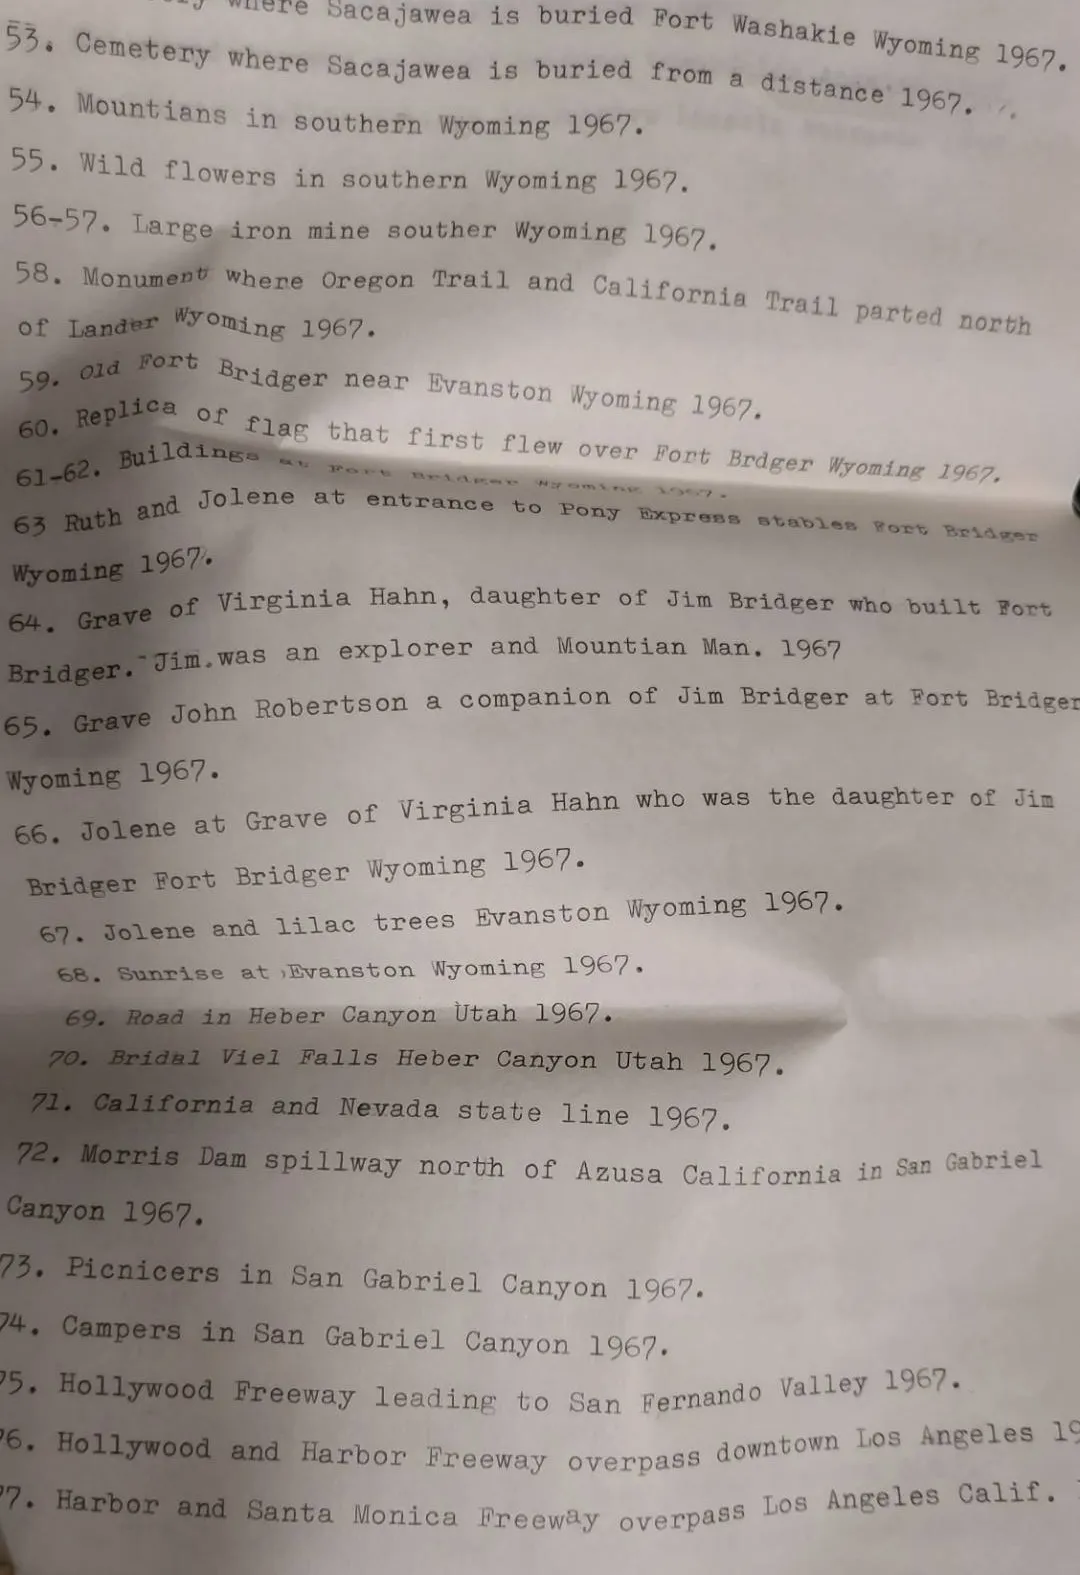 where Sacajawea is buried Fort Washakie Wyoming 1967.
53. Cemetery where Sacajawea is buried from a distance 1967.
54. Mountians in southern Wyoming 1967.
55. Wild flowers in southern Wyoming 1967.
56-57. Large iron mine souther Wyoming 1967.
58. Monument where Oregon Trail and California Trail parted north
of Lander Wyoming 1967.
59. Old Fort Bridger near Evanston Wyoming 1967.
60. Replica of flag that first flew over Fort Brdger Wyoming 1967.
61-62. Buildings at Fort Bridger Wyoming 1967.
63 Ruth and Jolene at entrance to Pony Express stables Fort Bridger
Wyoming 1967.
64. Grave of Virginia Hahn, daughter of Jim Bridger who built Fort
Bridger. Jim.was an explorer and Mountian Man. 1967
65. Grave John Robertson a companion of Jim Bridger at Fort Bridger
Wyoming 1967.
66. Jolene at Grave of Virginia Hahn who was the daughter of Jim
Bridger Fort Bridger Wyoming 1967.
67. Jolene and lilac trees Evanston Wyoming 1967.
68. Sunrise at Evanston Wyoming 1967.
69. Road in Heber Canyon Utah 1967.
70. Bridal Viel Falls Heber Canyon Utah 1967.
71. California and Nevada state line 1967.
72. Morris Dam spillway north of Azusa California in San Gabriel
Canyon 1967.
73. Picnicers in San Gabriel Canyon 1967.
74. Campers in San Gabriel Canyon 1967.
75. Hollywood Freeway leading to San Fernando Valley 1967.
76. Hollywood and Harbor Freeway overpass downtown Los Angeles 19
77. Harbor and Santa Monica Freeway overpass Los Angeles Calif.